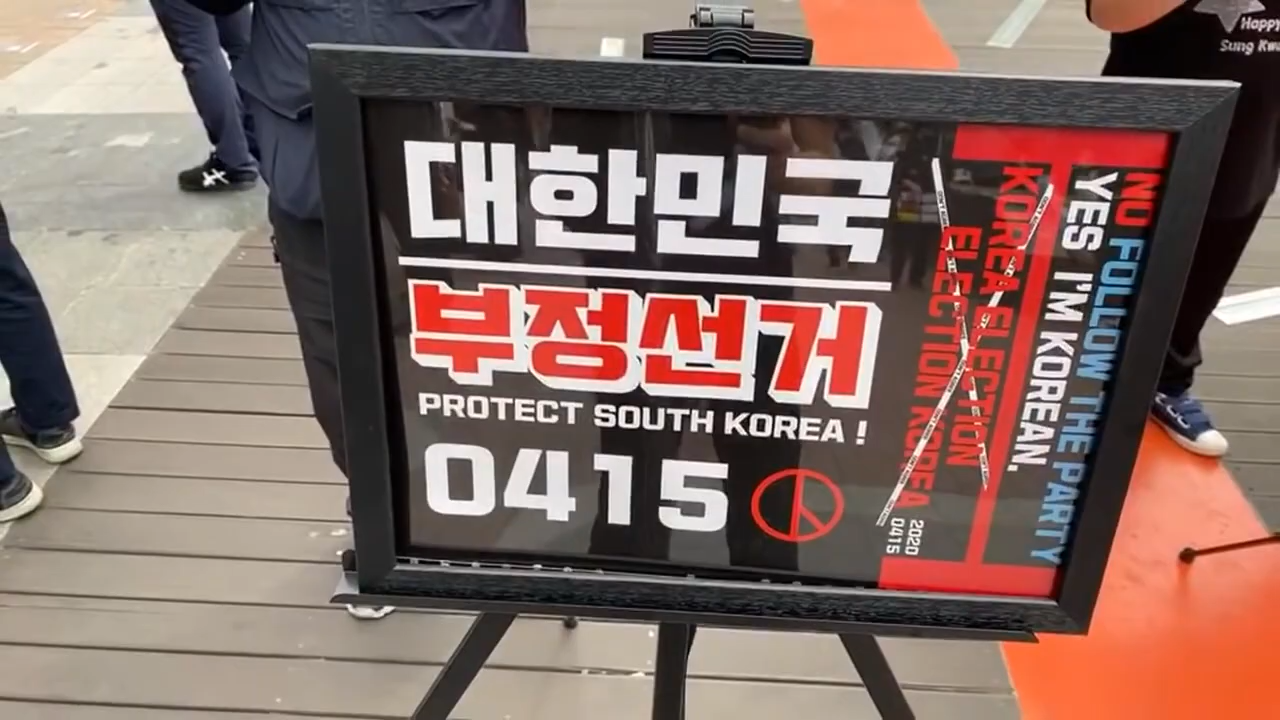 대한민국
부정선거
PROTECT SOUTH KOREA !
0415
NO FOLLOW THE PARTY
YES I'M KOREAN.
KOREA ELECTION
ELECTION KOREA
2020
0415
Happy